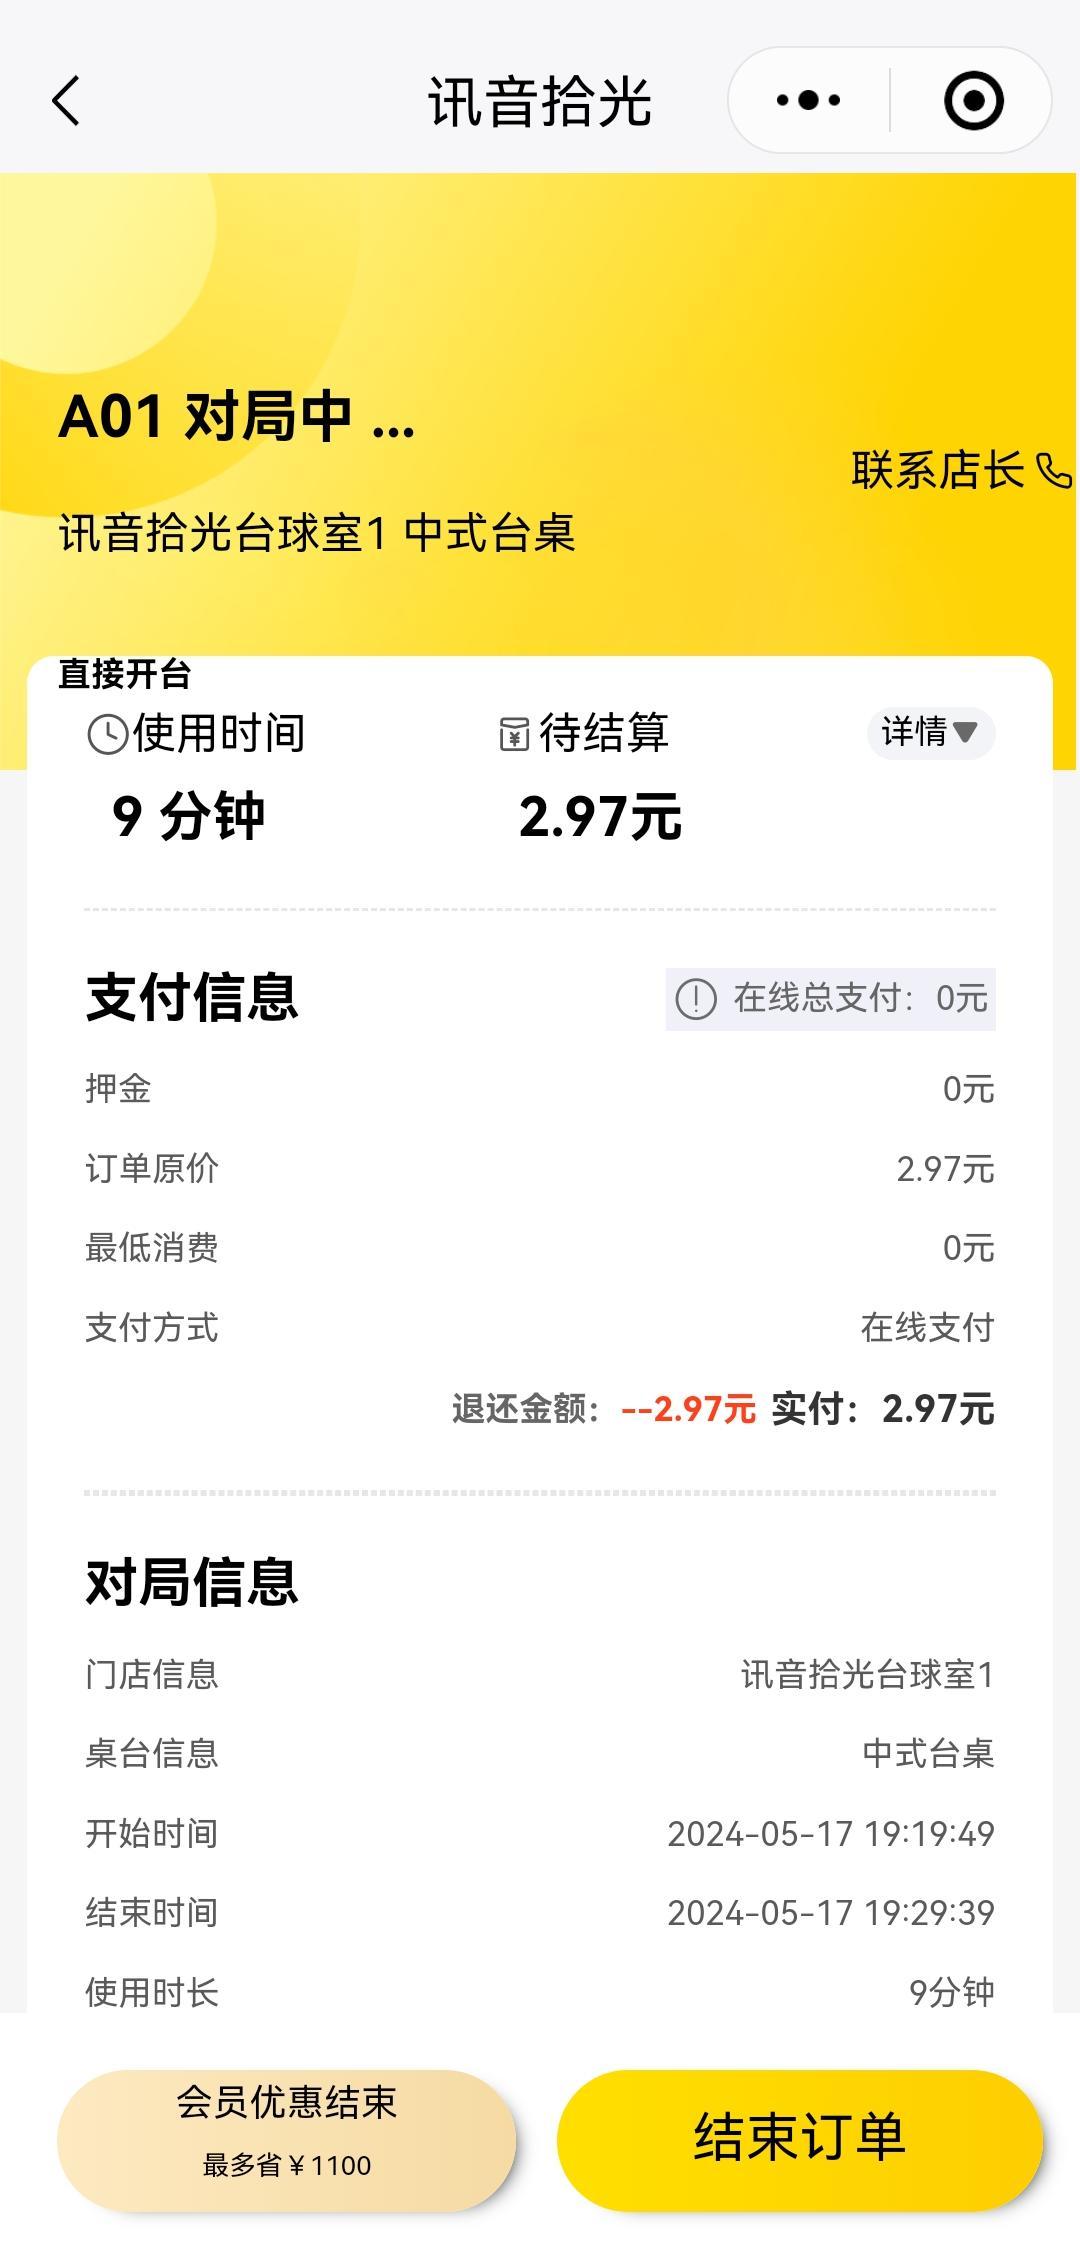 讯音拾光
A01 对局中 ...
联系店长
讯音拾光台球室1 中式台桌
直接开台
使用时间 待结算 详情
9 分钟 2.97元
支付信息 在线总支付：0元
押金 0元
订单原价 2.97元
最低消费 0元
支付方式 在线支付
退还金额：--2.97元 实付：2.97元
对局信息
门店信息 讯音拾光台球室1
桌台信息 中式台桌
开始时间 2024-05-17 19:19:49
结束时间 2024-05-17 19:29:39
使用时长 9分钟
会员优惠结束
最多省￥1100
结束订单